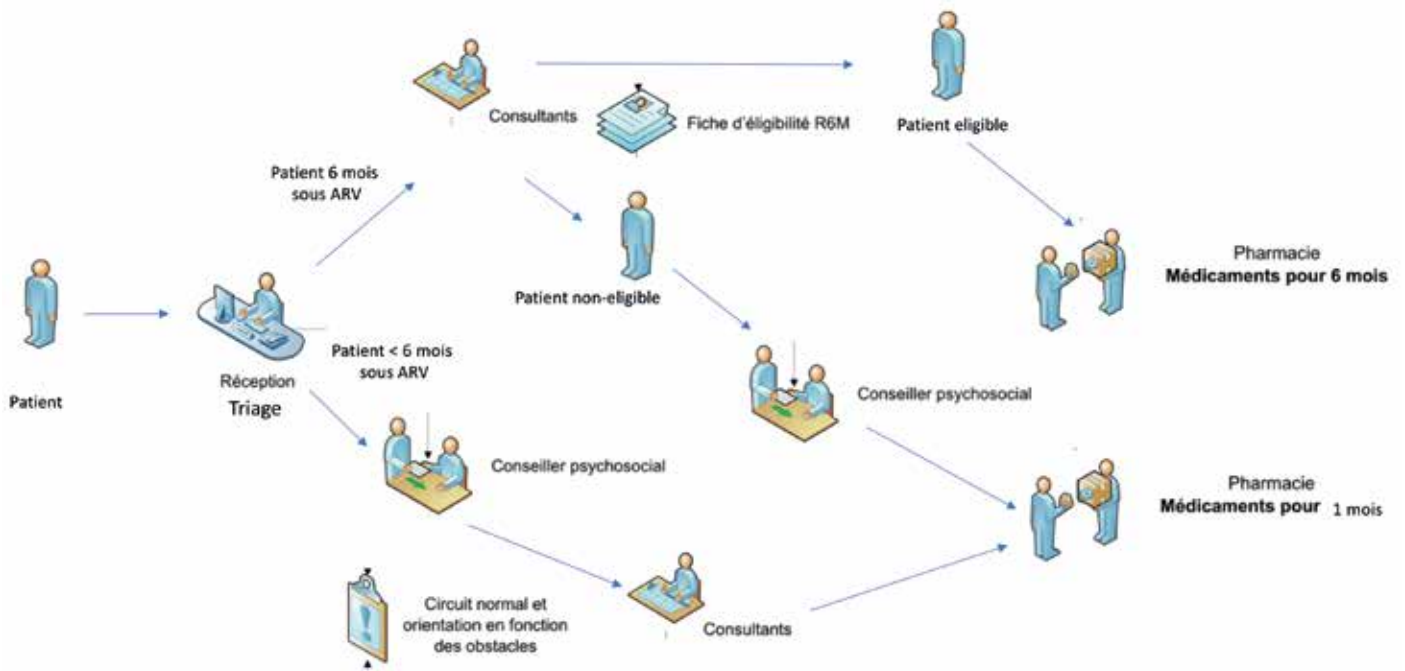 Consultants
Fiche d'éligibilité R6M
Patient eligible
Patient 6 mois
sous ARV
Patient non-eligible
Pharmacie
Médicaments pour 6 mois
Patient
Réception
Triage
Patient < 6 mois
sous ARV
Conseiller psychosocial
Conseiller psychosocial
Pharmacie
Médicaments pour 1 mois
Circuit normal et
orientation en fonction
des obstacles
Consultants